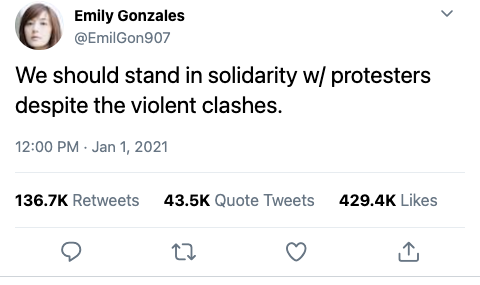 Emily Gonzales
@EmilGon907
We should stand in solidarity w/ protesters
despite the violent clashes.
12:00 PM · Jan 1, 2021
136.7K Retweets 43.5K Quote Tweets 429.4K Likes